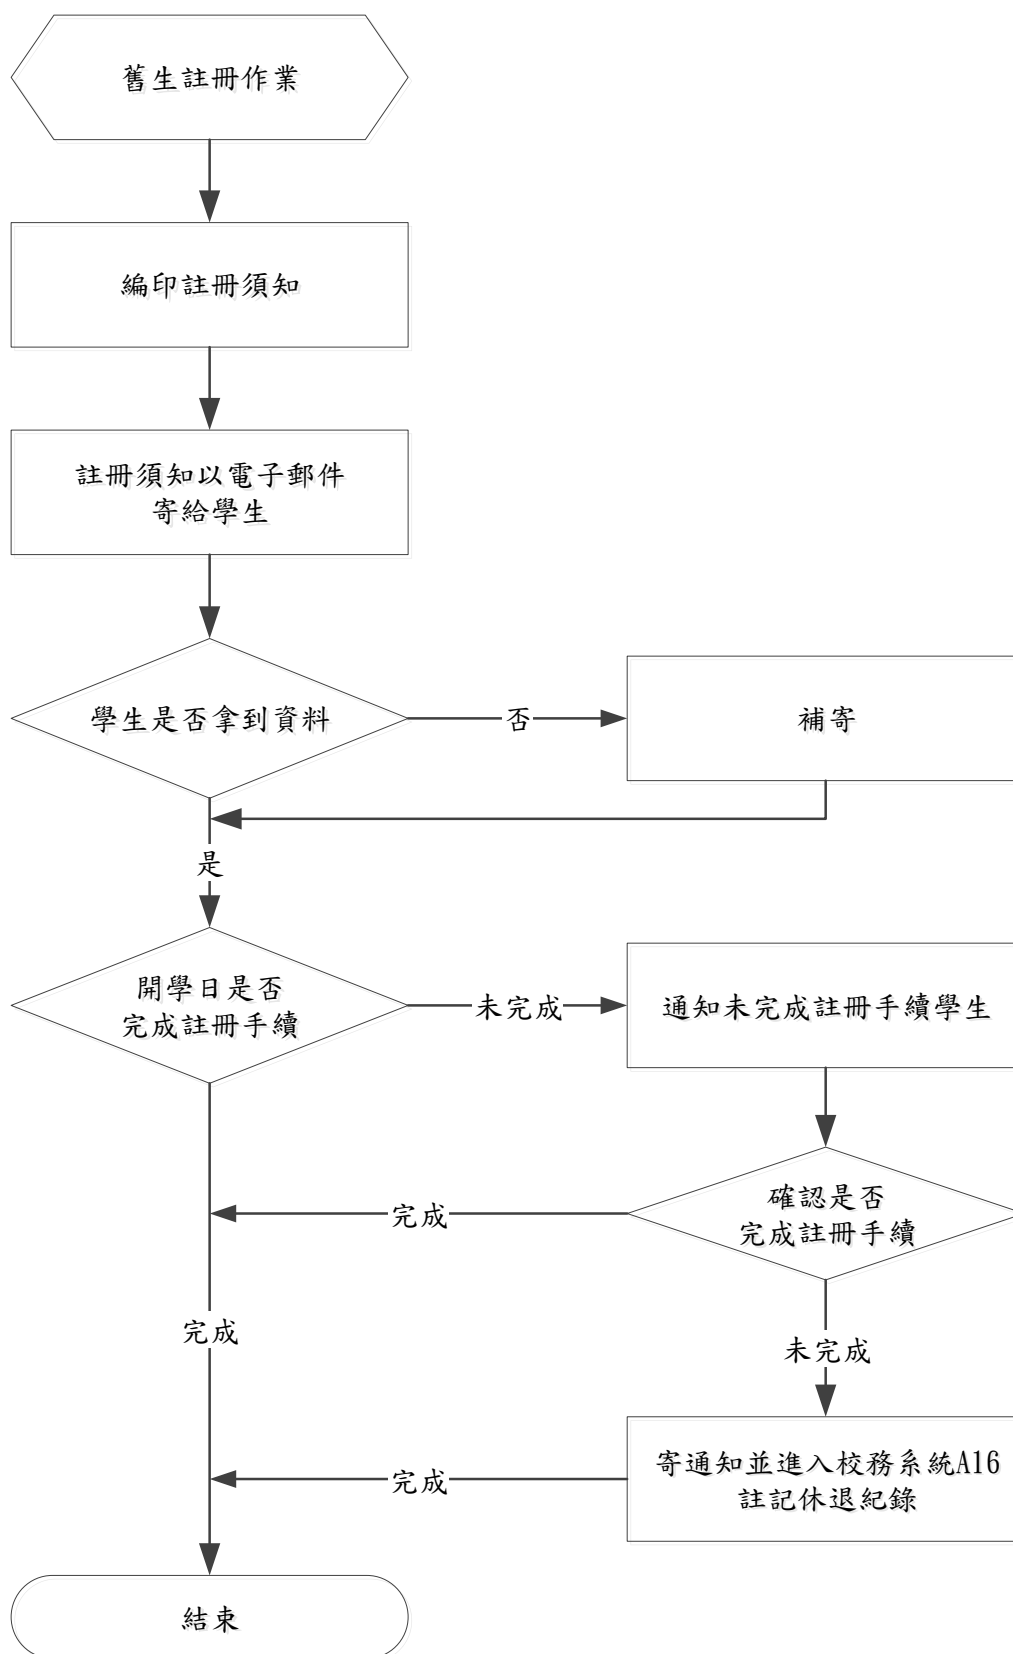 舊生註冊作業
編印註冊須知
註冊須知以電子郵件
寄給學生
學生是否拿到資料
否
補寄
是
開學日是否
完成註冊手續
未完成
通知未完成註冊手續學生
確認是否
完成註冊手續
完成
完成
未完成
寄通知並進入校務系統A16
註記休退紀錄
完成
結束